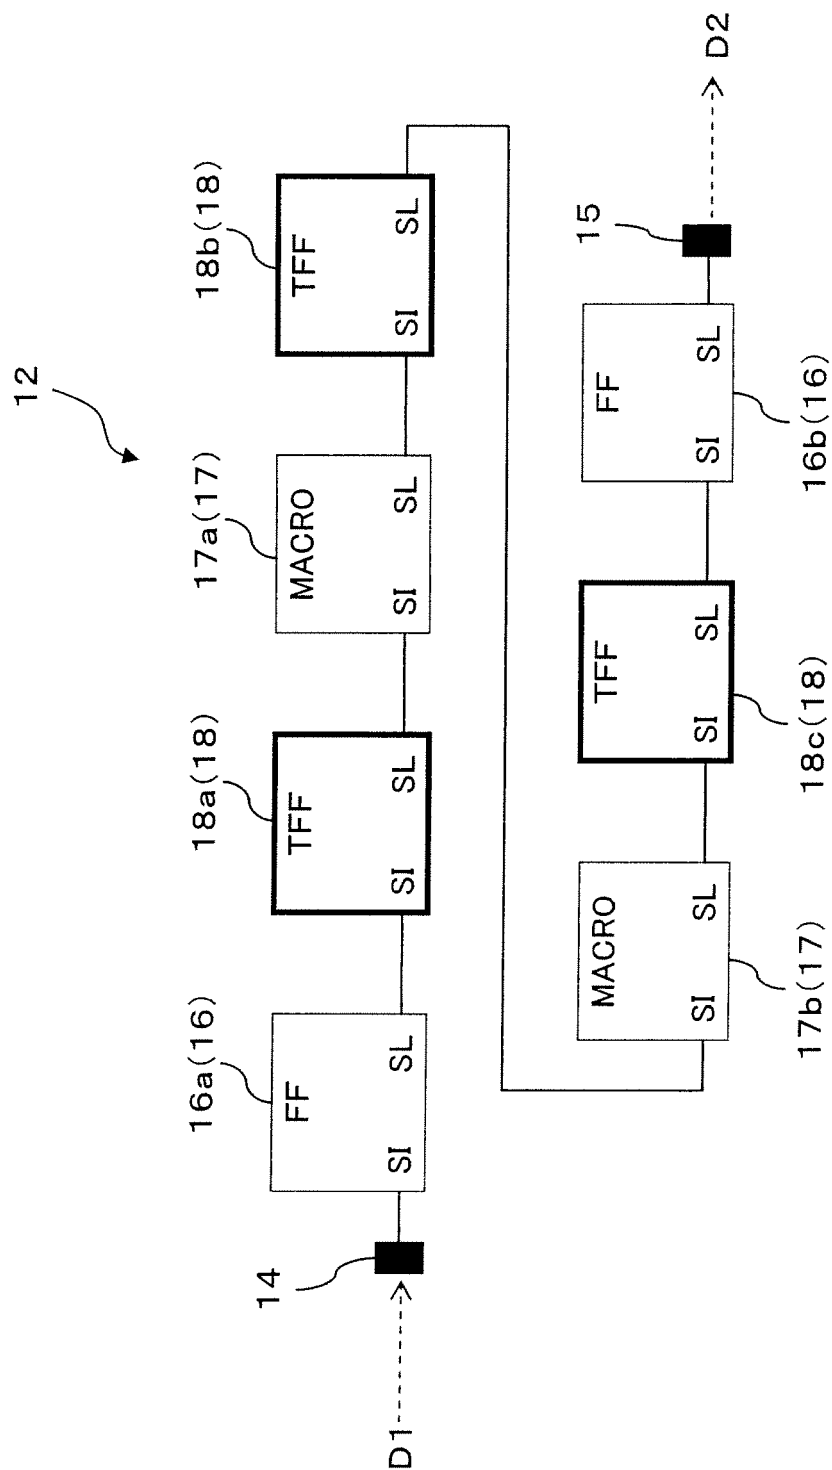 12
16a(16)
18a(18)
17a(17)
18b(18)
FF
TFF
MACRO
TFF
SI SL
SI SL
SI SL
SI SL
14
D1
15
D2
MACRO
TFF
FF
SI SL
SI SL
SI SL
17b(17)
18c(18)
16b(16)